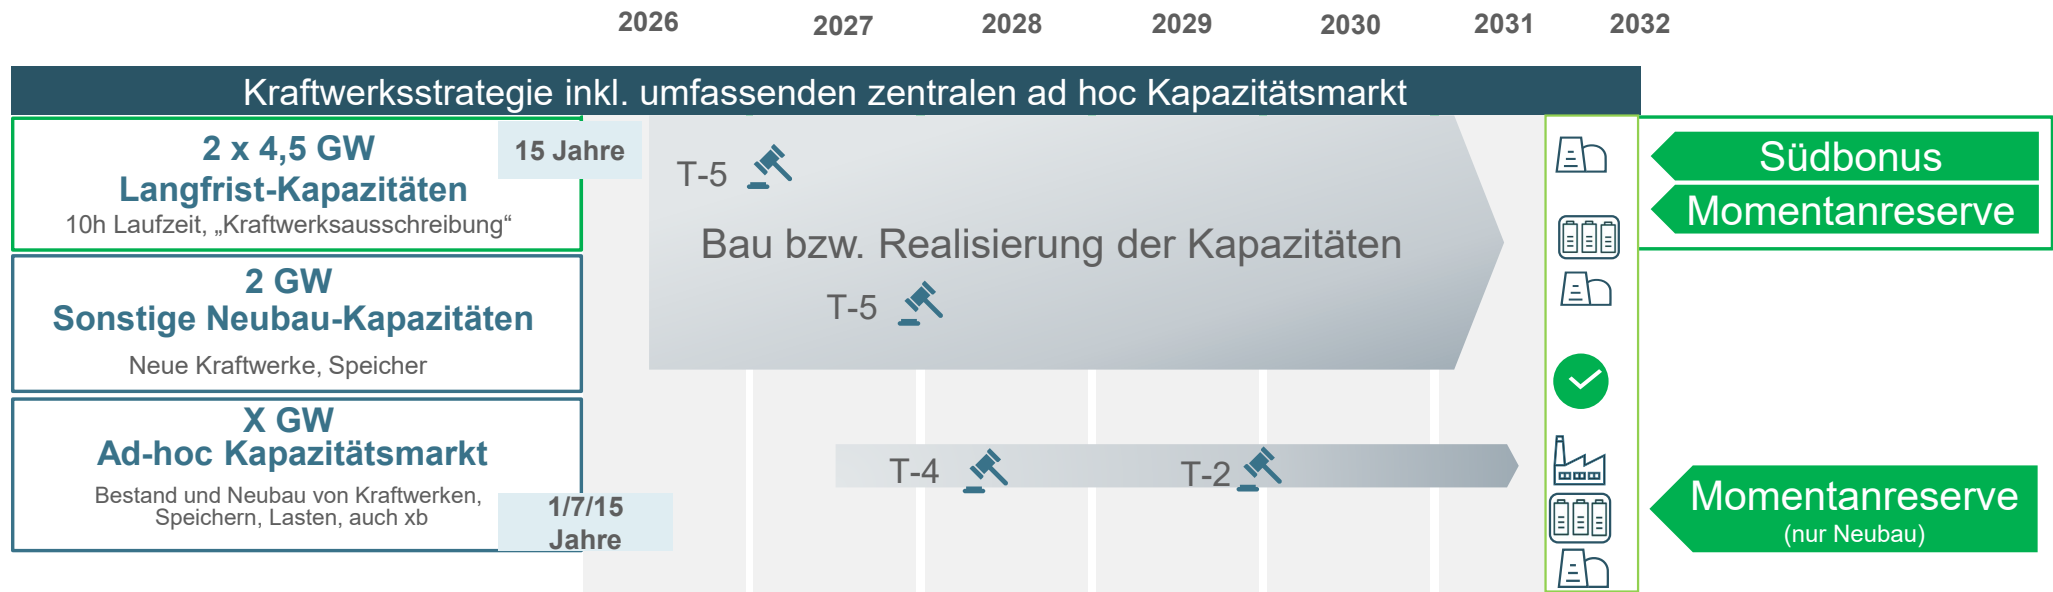 2026
2027
2028
2029
2030
2031
2032
Kraftwerksstrategie inkl. umfassenden zentralen ad hoc Kapazitätsmarkt
2 x 4,5 GW
Langfrist-Kapazitäten
10h Laufzeit, „Kraftwerksausschreibung“
15 Jahre
T-5
Bau bzw. Realisierung der Kapazitäten
T-5
Südbonus
Momentanreserve
2 GW
Sonstige Neubau-Kapazitäten
Neue Kraftwerke, Speicher
X GW
Ad-hoc Kapazitätsmarkt
Bestand und Neubau von Kraftwerken,
Speichern, Lasten, auch xb
1/7/15
Jahre
T-4
T-2
Momentanreserve
(nur Neubau)